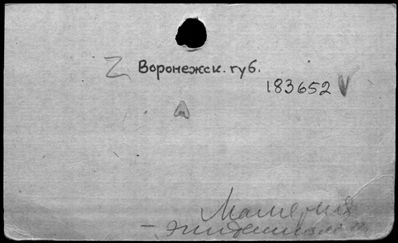 Z Воронежск. губ.
183652 V
А
Малярия